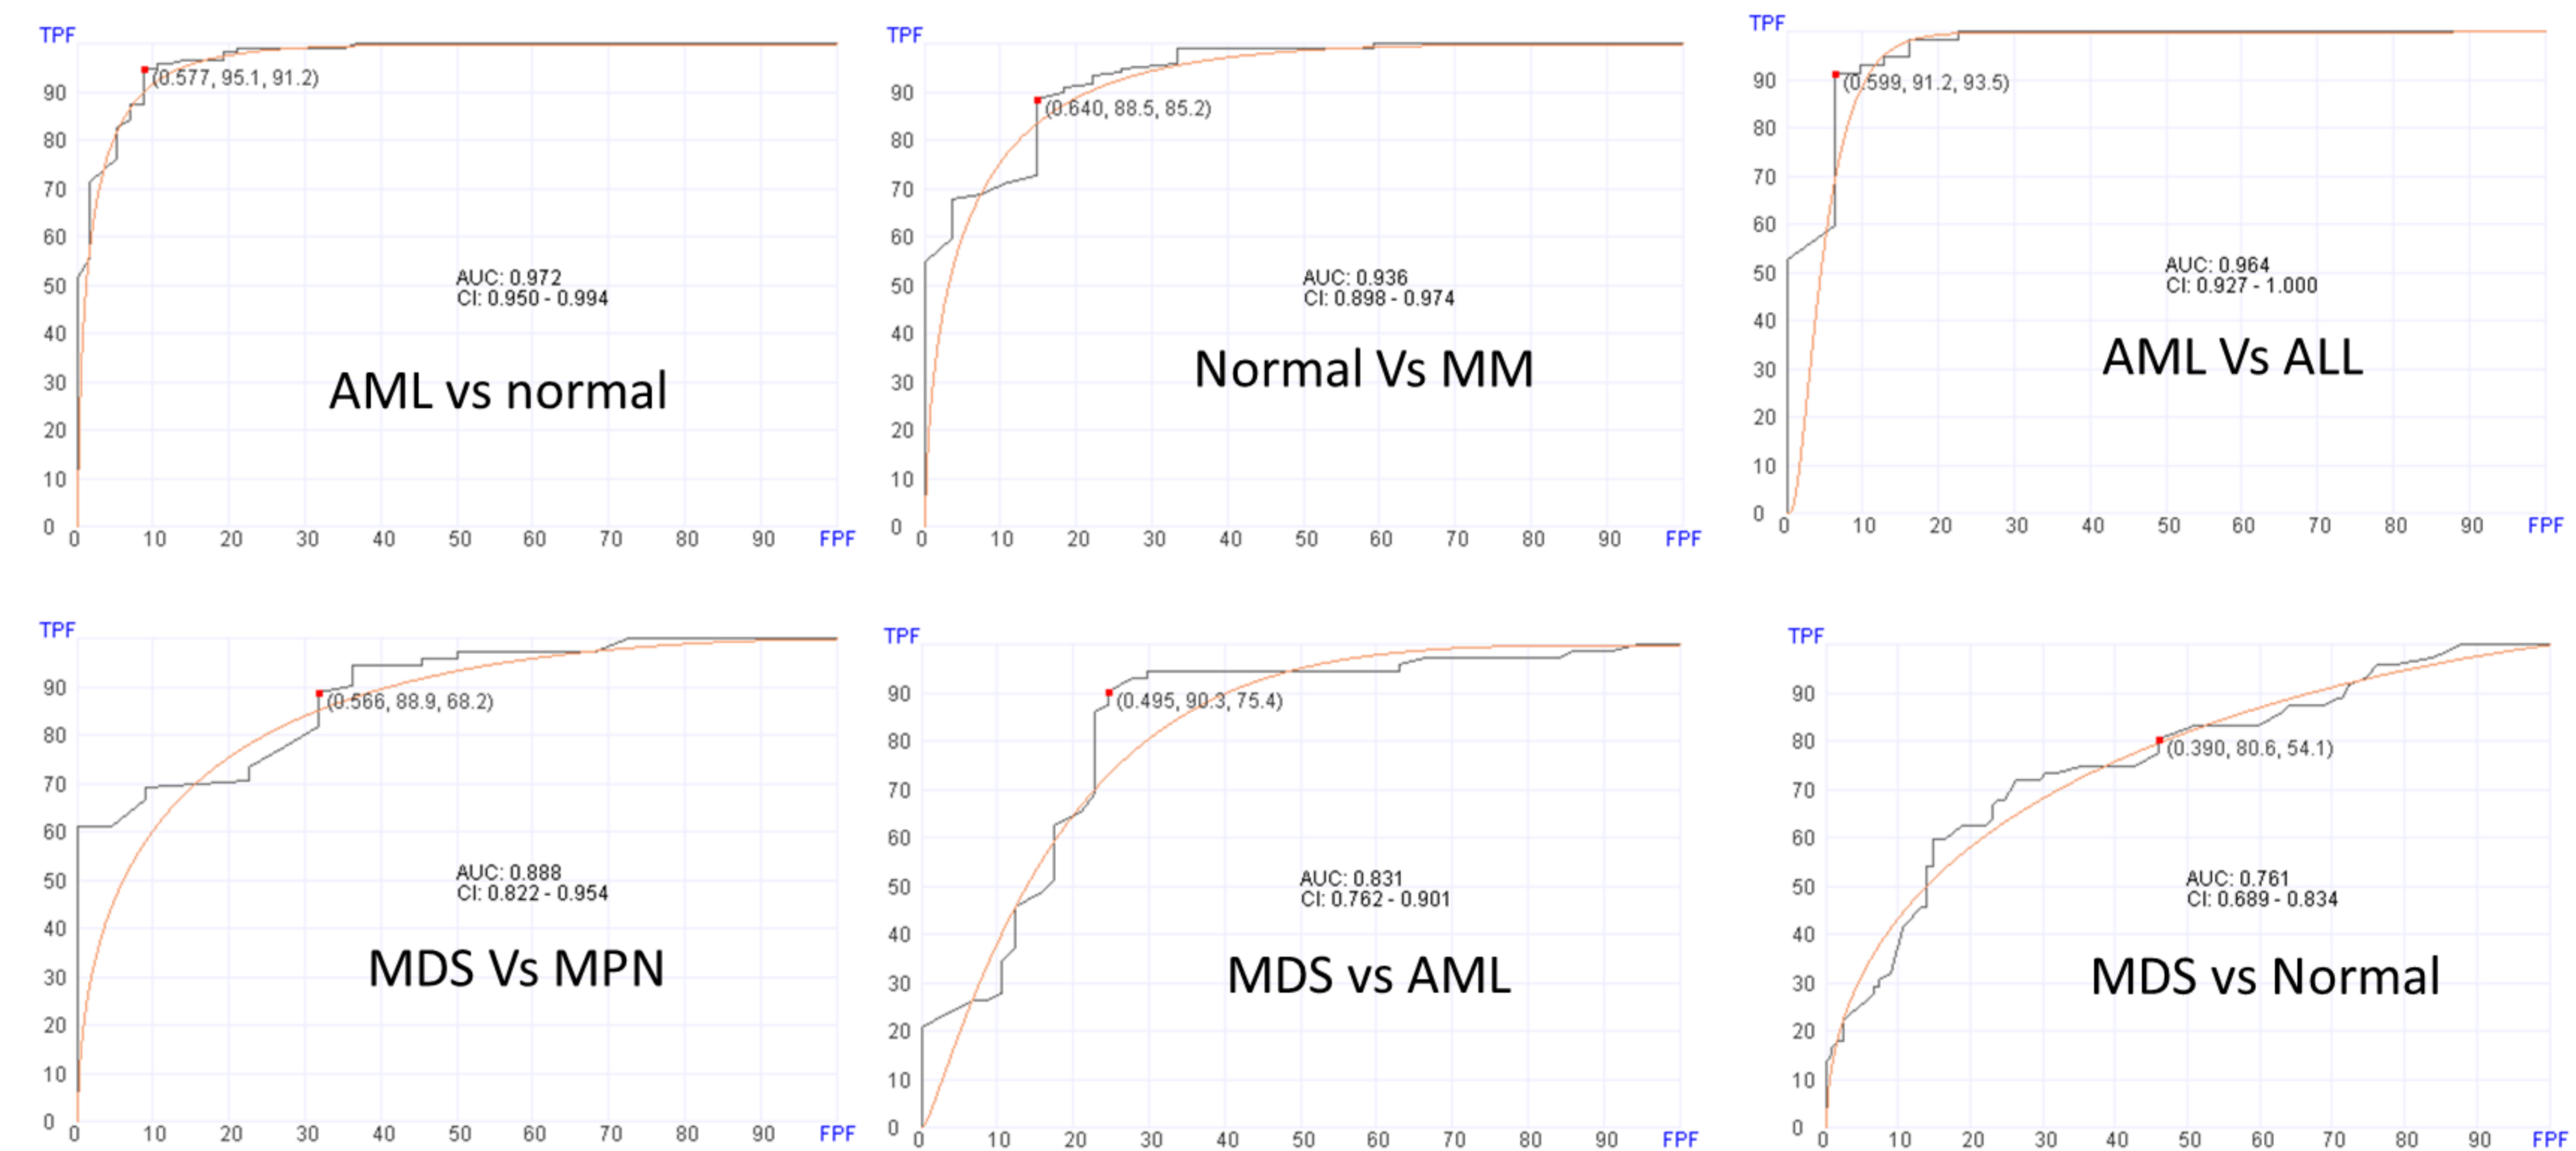 TPF
90
80
70
60
50
40
30
20
10
0
0 10 20 30 40 50 60 70 80 90 FPF
(0.577, 95.1, 91.2)
AUC: 0.972
CI: 0.950 - 0.994
AML vs normal
TPF
90
80
70
60
50
40
30
20
10
0
0 10 20 30 40 50 60 70 80 90 FPF
(0.640, 88.5, 85.2)
AUC: 0.936
CI: 0.898 - 0.974
Normal Vs MM
TPF
90
80
70
60
50
40
30
20
10
0
0 10 20 30 40 50 60 70 80 90 FPF
(0.599, 91.2, 93.5)
AUC: 0.964
CI: 0.927 - 1.000
AML Vs ALL
TPF
90
80
70
60
50
40
30
20
10
0
0 10 20 30 40 50 60 70 80 90 FPF
(0.566, 88.9, 68.2)
AUC: 0.888
CI: 0.822 - 0.954
MDS Vs MPN
TPF
90
80
70
60
50
40
30
20
10
0
0 10 20 30 40 50 60 70 80 90 FPF
(0.495, 90.3, 75.4)
AUC: 0.831
CI: 0.762 - 0.901
MDS vs AML
TPF
90
80
70
60
50
40
30
20
10
0
0 10 20 30 40 50 60 70 80 90 FPF
(0.390, 80.6, 54.1)
AUC: 0.761
CI: 0.689 - 0.834
MDS vs Normal